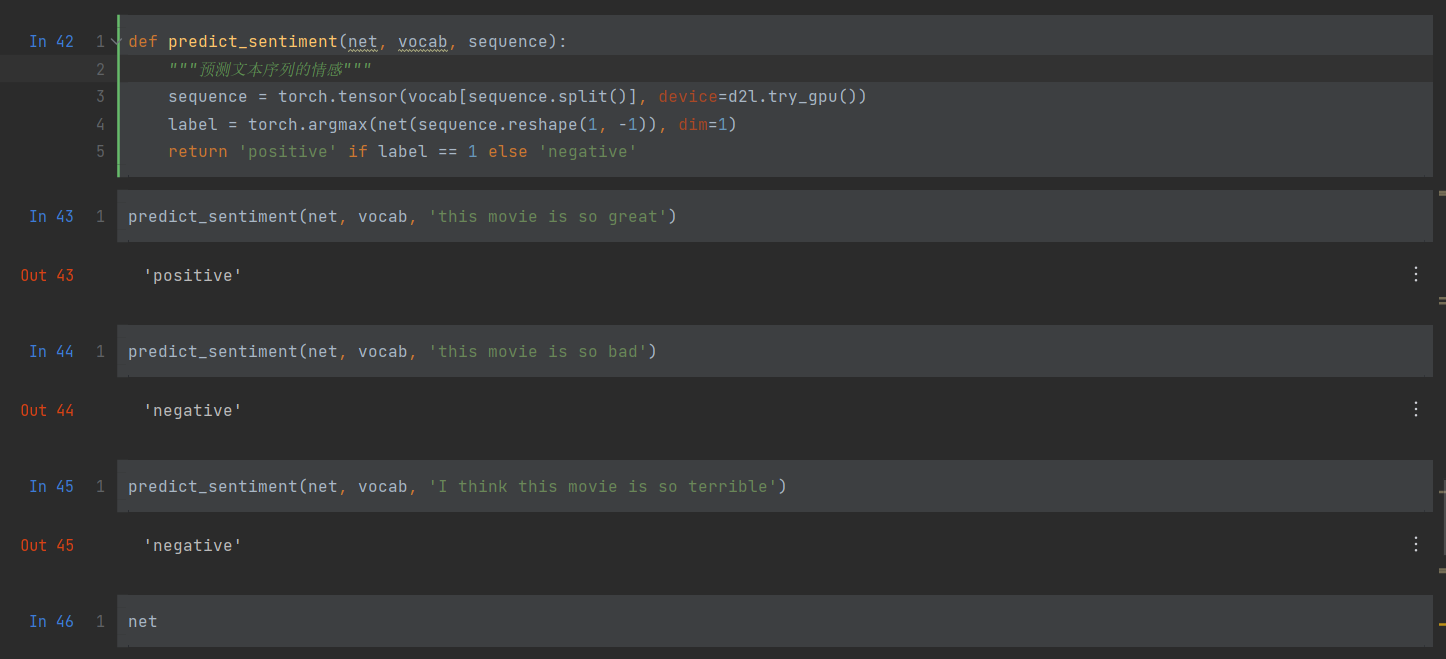 In 42 1 def predict_sentiment(net, vocab, sequence):
2 """预测文本序列的情感"""
3 sequence = torch.tensor(vocab[sequence.split()], device=d2l.try_gpu())
4 label = torch.argmax(net(sequence.reshape(1, -1)), dim=1)
5 return 'positive' if label == 1 else 'negative'
In 43 1 predict_sentiment(net, vocab, 'this movie is so great')
Out 43 'positive'
In 44 1 predict_sentiment(net, vocab, 'this movie is so bad')
Out 44 'negative'
In 45 1 predict_sentiment(net, vocab, 'I think this movie is so terrible')
Out 45 'negative'
In 46 1 net